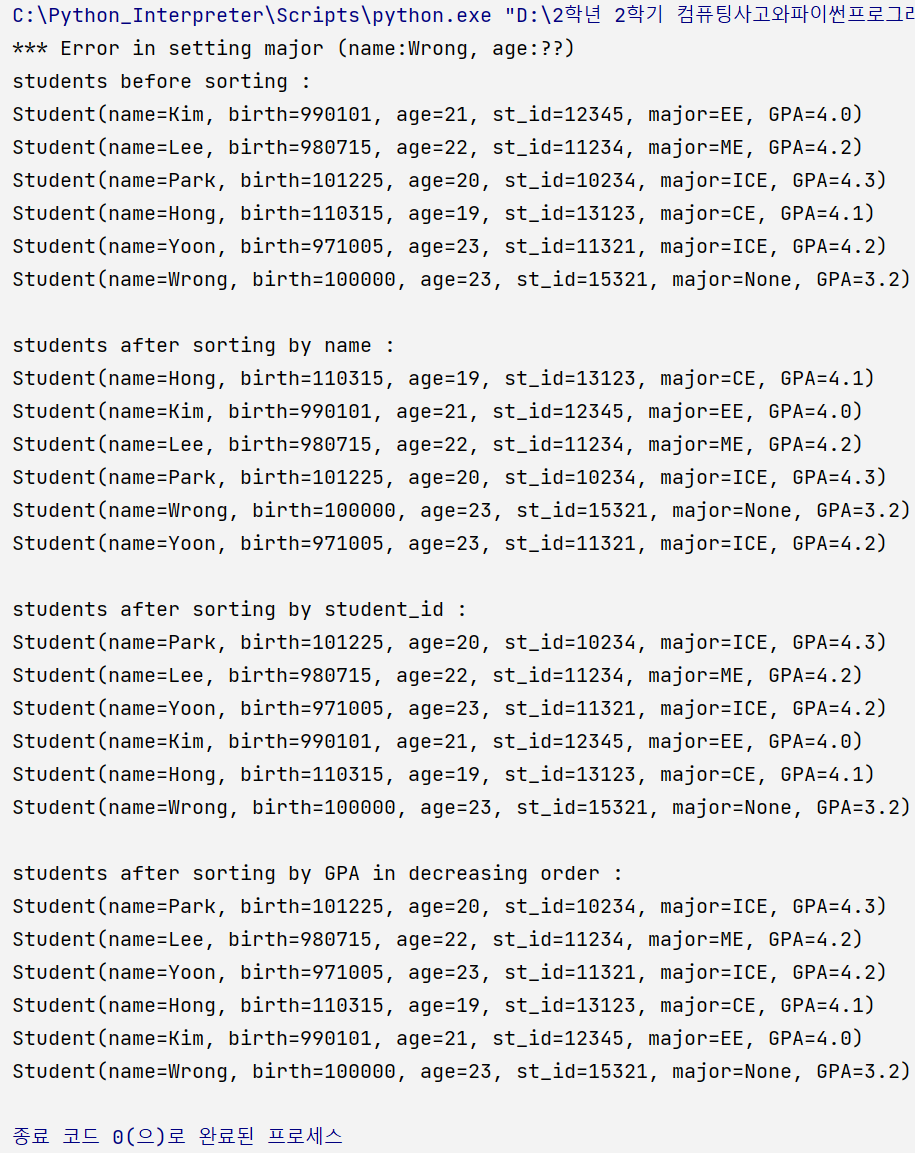 C:\Python_Interpreter\Scripts\python.exe "D:\2학년 2학기 컴퓨팅사고와파이썬프로그래
*** Error in setting major (name:Wrong, age:??)
students before sorting :
Student(name=Kim, birth=990101, age=21, st_id=12345, major=EE, GPA=4.0)
Student(name=Lee, birth=980715, age=22, st_id=11234, major=ME, GPA=4.2)
Student(name=Park, birth=101225, age=20, st_id=10234, major=ICE, GPA=4.3)
Student(name=Hong, birth=110315, age=19, st_id=13123, major=CE, GPA=4.1)
Student(name=Yoon, birth=971005, age=23, st_id=11321, major=ICE, GPA=4.2)
Student(name=Wrong, birth=100000, age=23, st_id=15321, major=None, GPA=3.2)
students after sorting by name :
Student(name=Hong, birth=110315, age=19, st_id=13123, major=CE, GPA=4.1)
Student(name=Kim, birth=990101, age=21, st_id=12345, major=EE, GPA=4.0)
Student(name=Lee, birth=980715, age=22, st_id=11234, major=ME, GPA=4.2)
Student(name=Park, birth=101225, age=20, st_id=10234, major=ICE, GPA=4.3)
Student(name=Wrong, birth=100000, age=23, st_id=15321, major=None, GPA=3.2)
Student(name=Yoon, birth=971005, age=23, st_id=11321, major=ICE, GPA=4.2)
students after sorting by student_id :
Student(name=Park, birth=101225, age=20, st_id=10234, major=ICE, GPA=4.3)
Student(name=Lee, birth=980715, age=22, st_id=11234, major=ME, GPA=4.2)
Student(name=Yoon, birth=971005, age=23, st_id=11321, major=ICE, GPA=4.2)
Student(name=Kim, birth=990101, age=21, st_id=12345, major=EE, GPA=4.0)
Student(name=Hong, birth=110315, age=19, st_id=13123, major=CE, GPA=4.1)
Student(name=Wrong, birth=100000, age=23, st_id=15321, major=None, GPA=3.2)
students after sorting by GPA in decreasing order :
Student(name=Park, birth=101225, age=20, st_id=10234, major=ICE, GPA=4.3)
Student(name=Lee, birth=980715, age=22, st_id=11234, major=ME, GPA=4.2)
Student(name=Yoon, birth=971005, age=23, st_id=11321, major=ICE, GPA=4.2)
Student(name=Hong, birth=110315, age=19, st_id=13123, major=CE, GPA=4.1)
Student(name=Kim, birth=990101, age=21, st_id=12345, major=EE, GPA=4.0)
Student(name=Wrong, birth=100000, age=23, st_id=15321, major=None, GPA=3.2)
종료 코드 0(으)로 완료된 프로세스